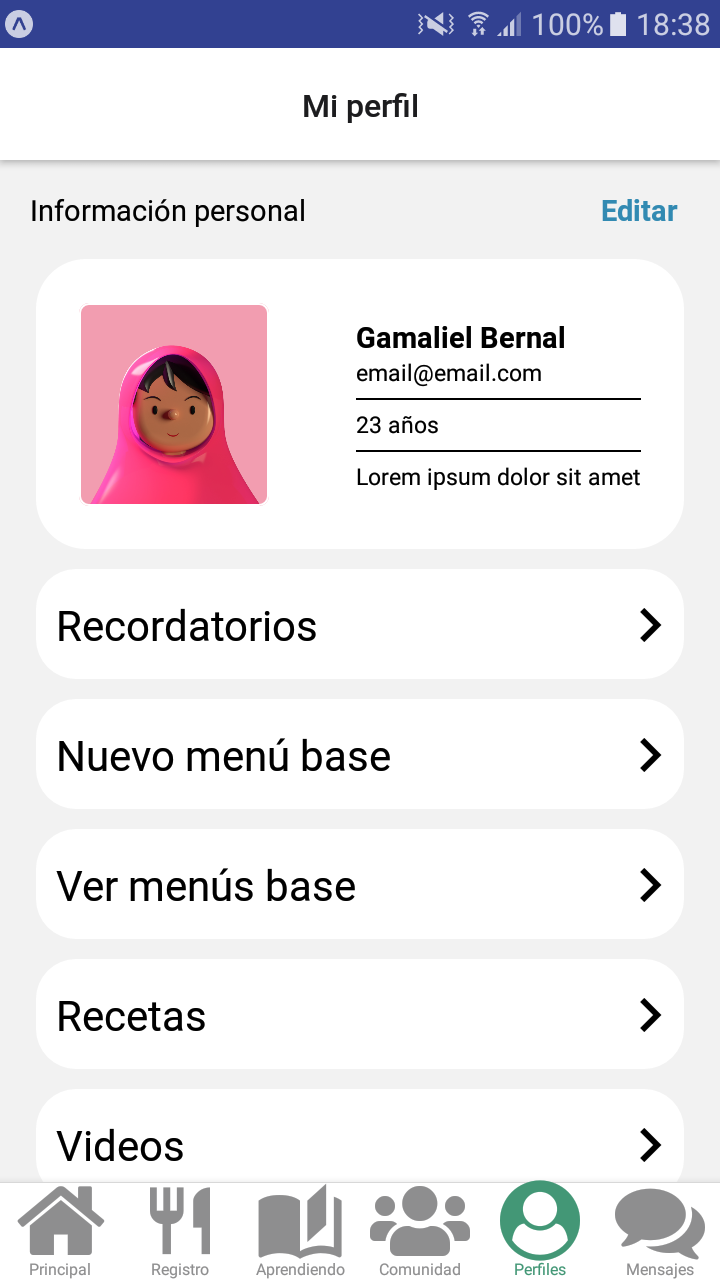 100% 18:38
Mi perfil
Información personal Editar
Gamaliel Bernal
email@email.com
23 años
Lorem ipsum dolor sit amet
Recordatorios
Nuevo menú base
Ver menús base
Recetas
Videos
Principal Registro Aprendiendo Comunidad Perfiles Mensajes